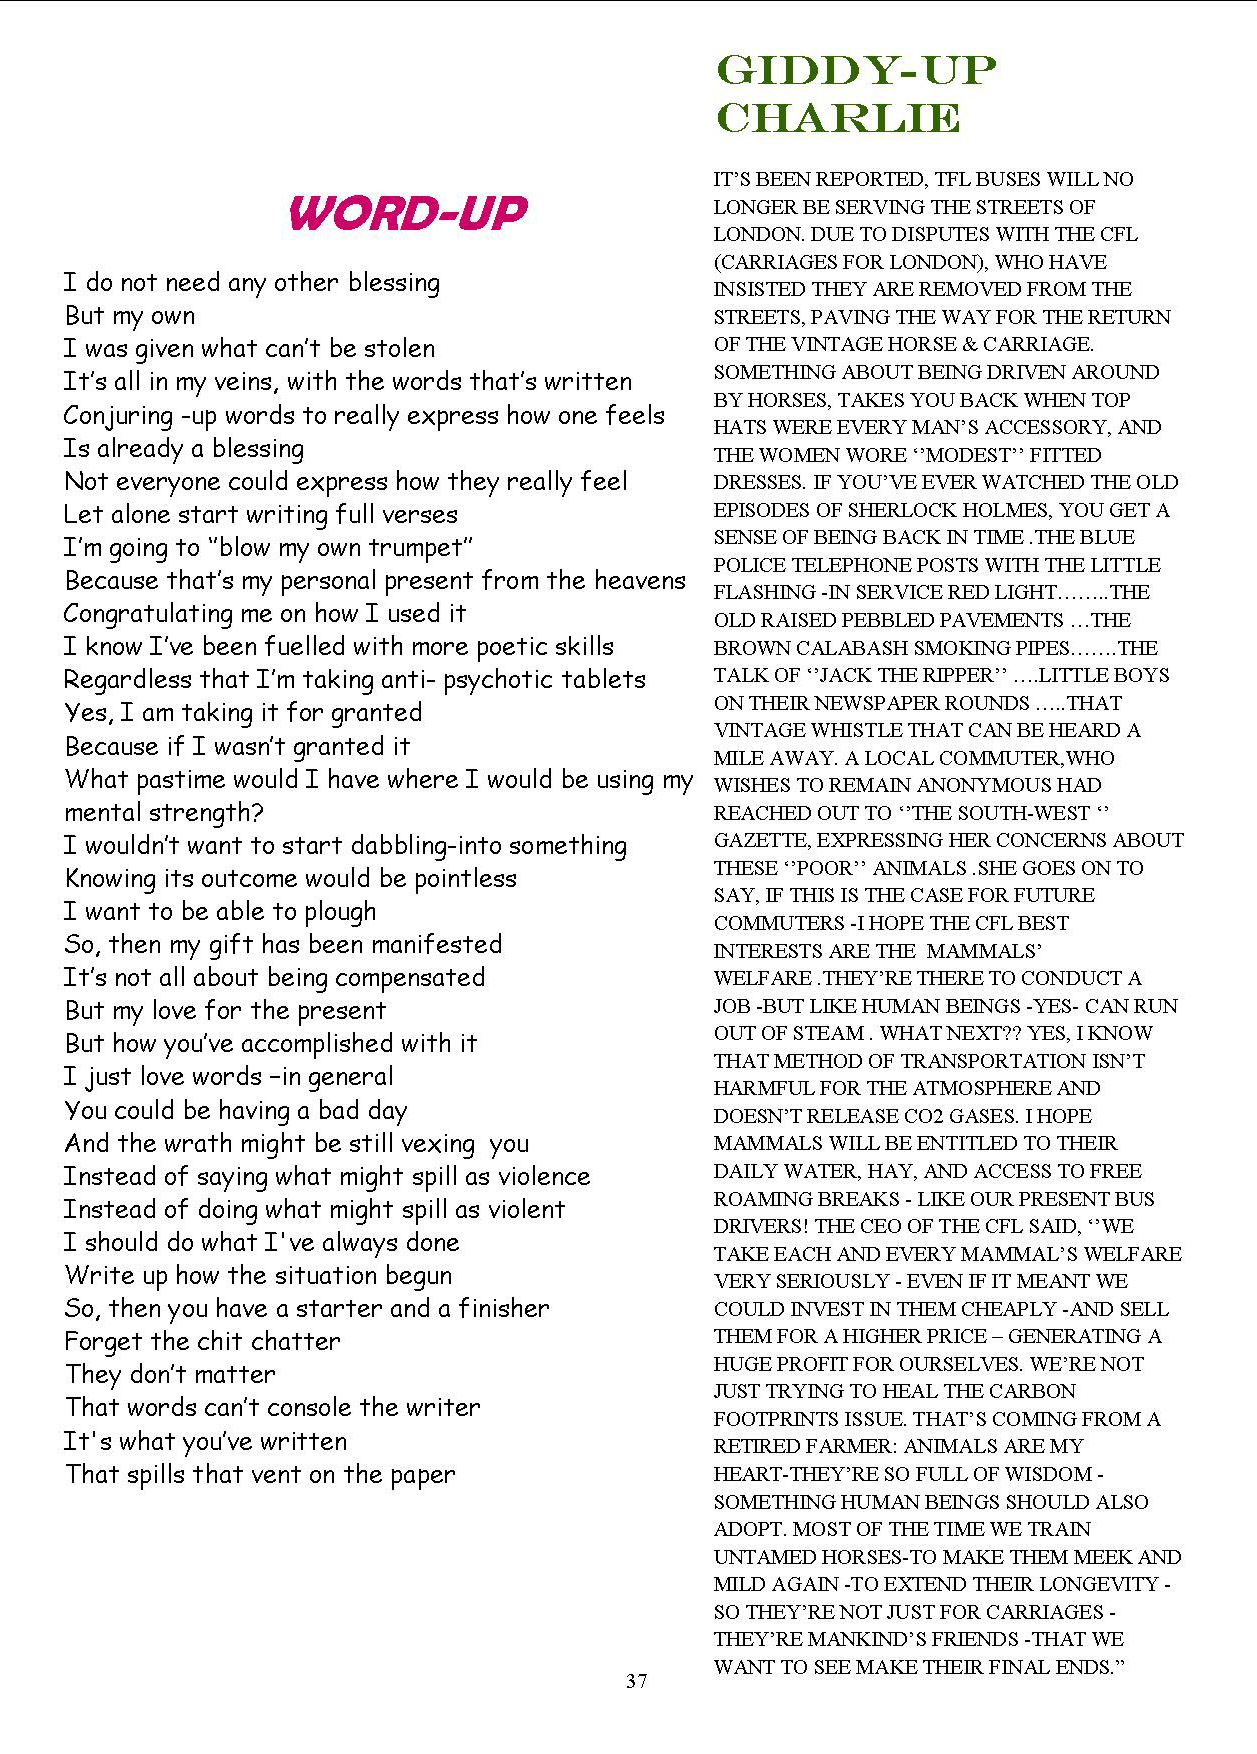 WORD-UP
I do not need any other blessing
But my own
I was given what can’t be stolen
It’s all in my veins, with the words that’s written
Conjuring -up words to really express how one feels
Is already a blessing
Not everyone could express how they really feel
Let alone start writing full verses
I’m going to ‘’blow my own trumpet’’
Because that’s my personal present from the heavens
Congratulating me on how I used it
I know I’ve been fuelled with more poetic skills
Regardless that I’m taking anti- psychotic tablets
Yes, I am taking it for granted
Because if I wasn’t granted it
What pastime would I have where I would be using my
mental strength?
I wouldn’t want to start dabbling-into something
Knowing its outcome would be pointless
I want to be able to plough
So, then my gift has been manifested
It’s not all about being compensated
But my love for the present
But how you’ve accomplished with it
I just love words –in general
You could be having a bad day
And the wrath might be still vexing  you
Instead of saying what might spill as violence
Instead of doing what might spill as violent
I should do what I've always done
Write up how the situation begun
So, then you have a starter and a finisher
Forget the chit chatter
They don’t matter
That words can’t console the writer
It's what you’ve written
That spills that vent on the paper
GIDDY-UP
CHARLIE
IT’S BEEN REPORTED, TFL BUSES WILL NO
LONGER BE SERVING THE STREETS OF
LONDON. DUE TO DISPUTES WITH THE CFL
(CARRIAGES FOR LONDON), WHO HAVE
INSISTED THEY ARE REMOVED FROM THE
STREETS, PAVING THE WAY FOR THE RETURN
OF THE VINTAGE HORSE & CARRIAGE.
SOMETHING ABOUT BEING DRIVEN AROUND
BY HORSES, TAKES YOU BACK WHEN TOP
HATS WERE EVERY MAN’S ACCESSORY, AND
THE WOMEN WORE ‘’MODEST’’ FITTED
DRESSES. IF YOU’VE EVER WATCHED THE OLD
EPISODES OF SHERLOCK HOLMES, YOU GET A
SENSE OF BEING BACK IN TIME .THE BLUE
POLICE TELEPHONE POSTS WITH THE LITTLE
FLASHING -IN SERVICE RED LIGHT……..THE
OLD RAISED PEBBLED PAVEMENTS …THE
BROWN CALABASH SMOKING PIPES…….THE
TALK OF ‘’JACK THE RIPPER’’ ….LITTLE BOYS
ON THEIR NEWSPAPER ROUNDS …..THAT
VINTAGE WHISTLE THAT CAN BE HEARD A
MILE AWAY. A LOCAL COMMUTER,WHO
WISHES TO REMAIN ANONYMOUS HAD
REACHED OUT TO ‘’THE SOUTH-WEST ‘’
GAZETTE, EXPRESSING HER CONCERNS ABOUT
THESE ‘’POOR’’ ANIMALS .SHE GOES ON TO
SAY, IF THIS IS THE CASE FOR FUTURE
COMMUTERS -I HOPE THE CFL BEST
INTERESTS ARE THE  MAMMALS’
WELFARE .THEY’RE THERE TO CONDUCT A
JOB -BUT LIKE HUMAN BEINGS -YES- CAN RUN
OUT OF STEAM . WHAT NEXT?? YES, I KNOW
THAT METHOD OF TRANSPORTATION ISN’T
HARMFUL FOR THE ATMOSPHERE AND
DOESN’T RELEASE CO2 GASES. I HOPE
MAMMALS WILL BE ENTITLED TO THEIR
DAILY WATER, HAY, AND ACCESS TO FREE
ROAMING BREAKS - LIKE OUR PRESENT BUS
DRIVERS! THE CEO OF THE CFL SAID, ‘’WE
TAKE EACH AND EVERY MAMMAL’S WELFARE
VERY SERIOUSLY - EVEN IF IT MEANT WE
COULD INVEST IN THEM CHEAPLY -AND SELL
THEM FOR A HIGHER PRICE – GENERATING A
HUGE PROFIT FOR OURSELVES. WE’RE NOT
JUST TRYING TO HEAL THE CARBON
FOOTPRINTS ISSUE. THAT’S COMING FROM A
RETIRED FARMER: ANIMALS ARE MY
HEART-THEY’RE SO FULL OF WISDOM -
SOMETHING HUMAN BEINGS SHOULD ALSO
ADOPT. MOST OF THE TIME WE TRAIN
UNTAMED HORSES-TO MAKE THEM MEEK AND
MILD AGAIN -TO EXTEND THEIR LONGEVITY -
SO THEY’RE NOT JUST FOR CARRIAGES -
THEY’RE MANKIND’S FRIENDS -THAT WE
WANT TO SEE MAKE THEIR FINAL ENDS.”
37